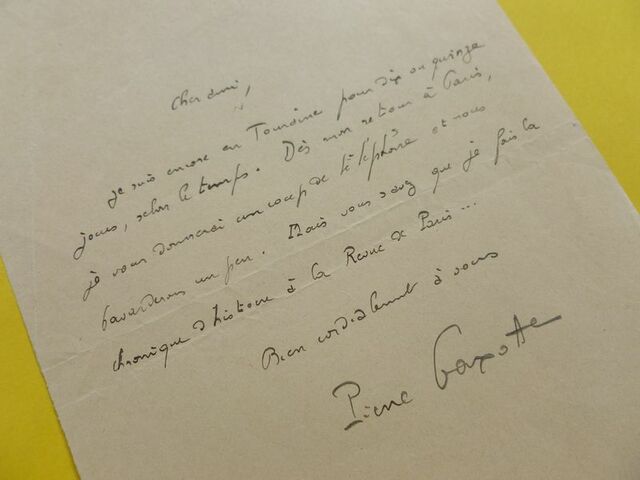 Cher ami,
je suis encore en Touraine pour dix ou quinze
jours, selon le temps. Dès mon retour à Paris,
je vous donnerai un coup de téléphone et nous
bavarderons un peu. Mais vous savez que je fais la
chronique d'histoire à la Revue de Paris...
Bien cordialement à vous
Pierre Gaxotte